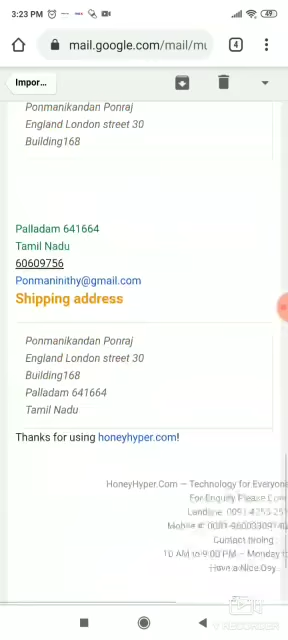 3:23 PM
49
mail.google.com/mail/mu
4
Impor...
Ponmanikandan Ponraj
England London street 30
Building168
Palladam 641664
Tamil Nadu
60609756
Ponmaninithy@gmail.com
Shipping address
Ponmanikandan Ponraj
England London street 30
Building168
Palladam 641664
Tamil Nadu
Thanks for using honeyhyper.com!
HoneyHyper.Com – Technology for Everyone
For Enquiry Please
10 AM to 9:00 PM – Monday
Have a Nice Day
RECORDER